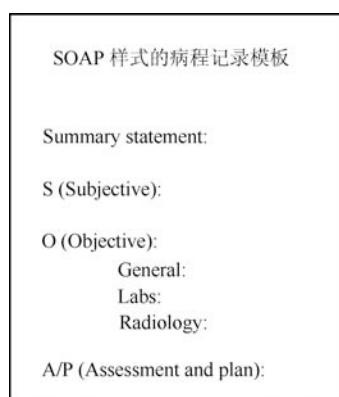 SOAP 样式的病程记录模板
Summary statement:
S (Subjective):
O (Objective):
General:
Labs:
Radiology:
A/P (Assessment and plan):